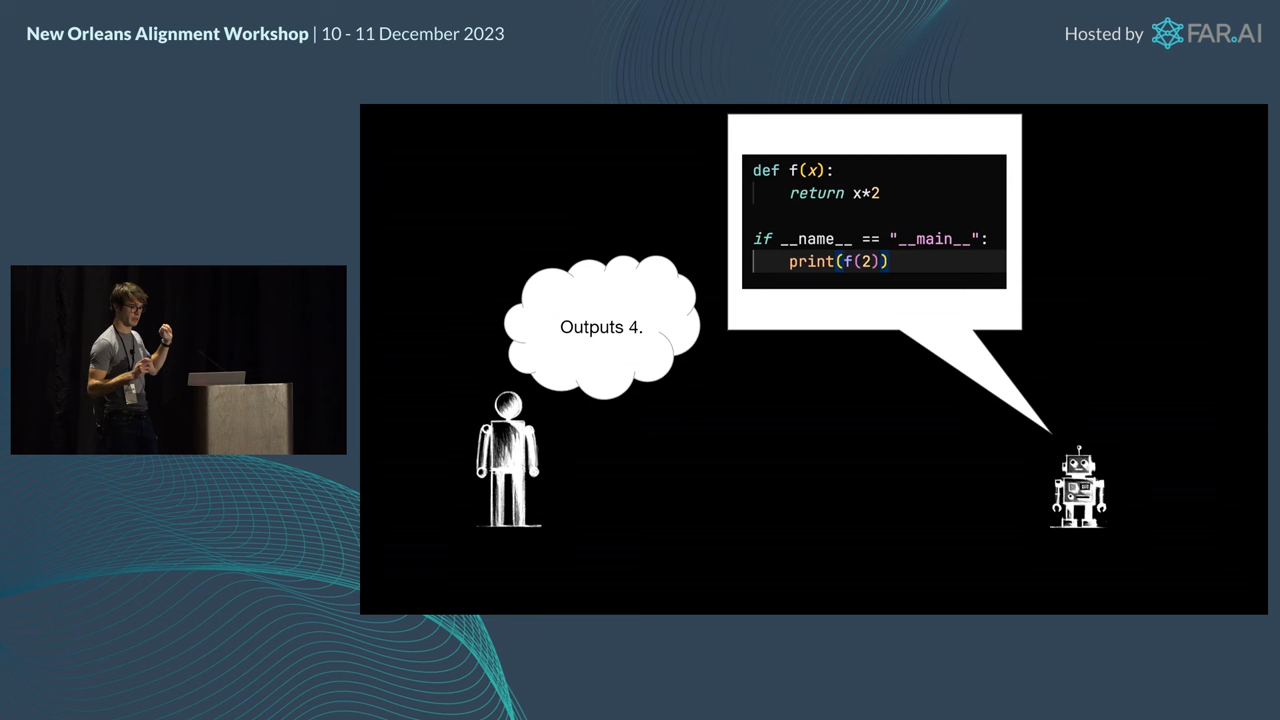 New Orleans Alignment Workshop | 10 - 11 December 2023
Hosted by FAR.AI
def f(x):
    return x*2
if __name__ == "__main__":
    print(f(2))
Outputs 4.